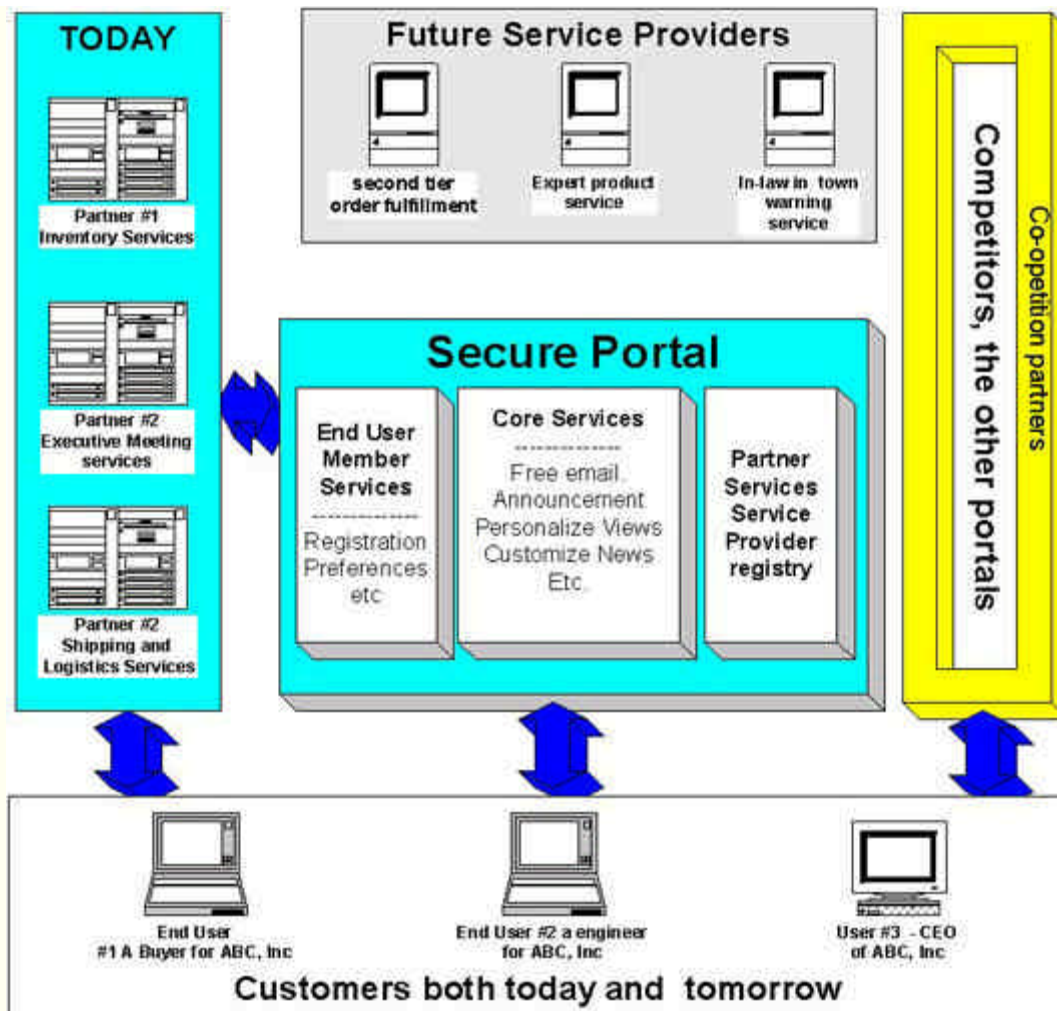 TODAY
Partner #1
Inventory Services
Partner #2
Executive Meeting
services
Partner #2
Shipping and
Logistics Services
Future Service Providers
second tier
order fulfillment
Expert product
service
In-law in town
warning
service
Secure Portal
End User
Member
Services
----------------
Registration
Preferences
etc
Core Services
----------------
Free email.
Announcement
Personalize Views
Customize News
Etc.
Partner
Services
Service
Provider
registry
Competitors, the other portals
Co-opetition partners
End User
#1 A Buyer for ABC, Inc
End User #2 a engineer
for ABC, Inc
User #3 - CEO
of ABC, Inc
Customers both today and tomorrow